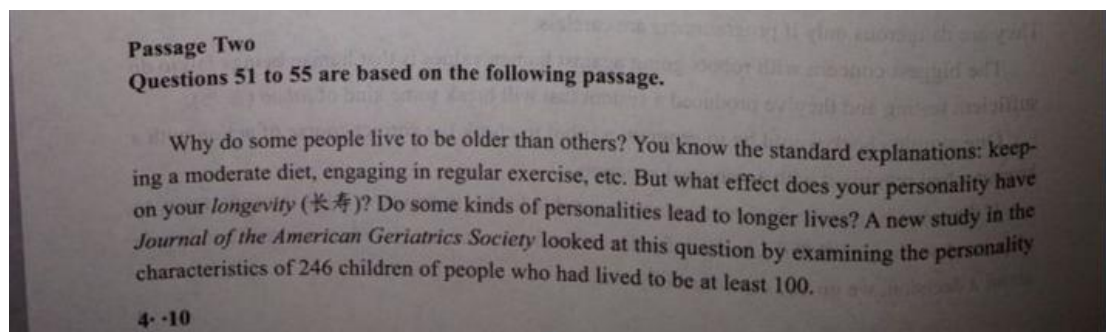 Passage Two
Questions 51 to 55 are based on the following passage.
Why do some people live to be older than others? You know the standard explanations: keep-
ing a moderate diet, engaging in regular exercise, etc. But what effect does your personality have
on your longevity (长寿)? Do some kinds of personalities lead to longer lives? A new study in the
Journal of the American Geriatrics Society looked at this question by examining the personality
characteristics of 246 children of people who had lived to be at least 100.
4- -10